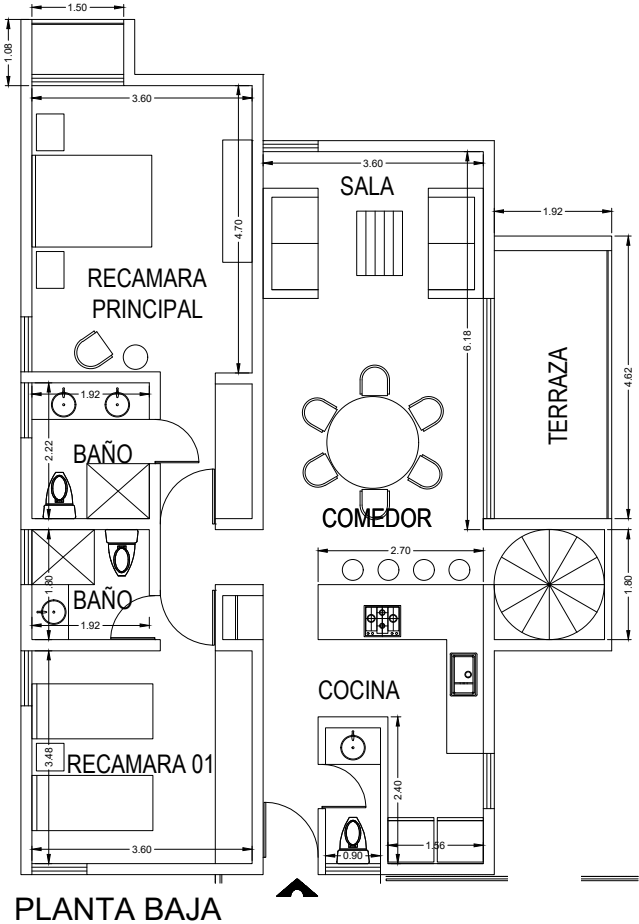 1.50
1.08
3.60
3.60
SALA
1.92
4.70
RECAMARA
PRINCIPAL
6.18
4.62
TERRAZA
1.92
2.22
BAÑO
COMEDOR
2.70
1.80
BAÑO
1.92
1.80
COCINA
3.48
RECAMARA 01
2.40
3.60
0.90
1.56
PLANTA BAJA